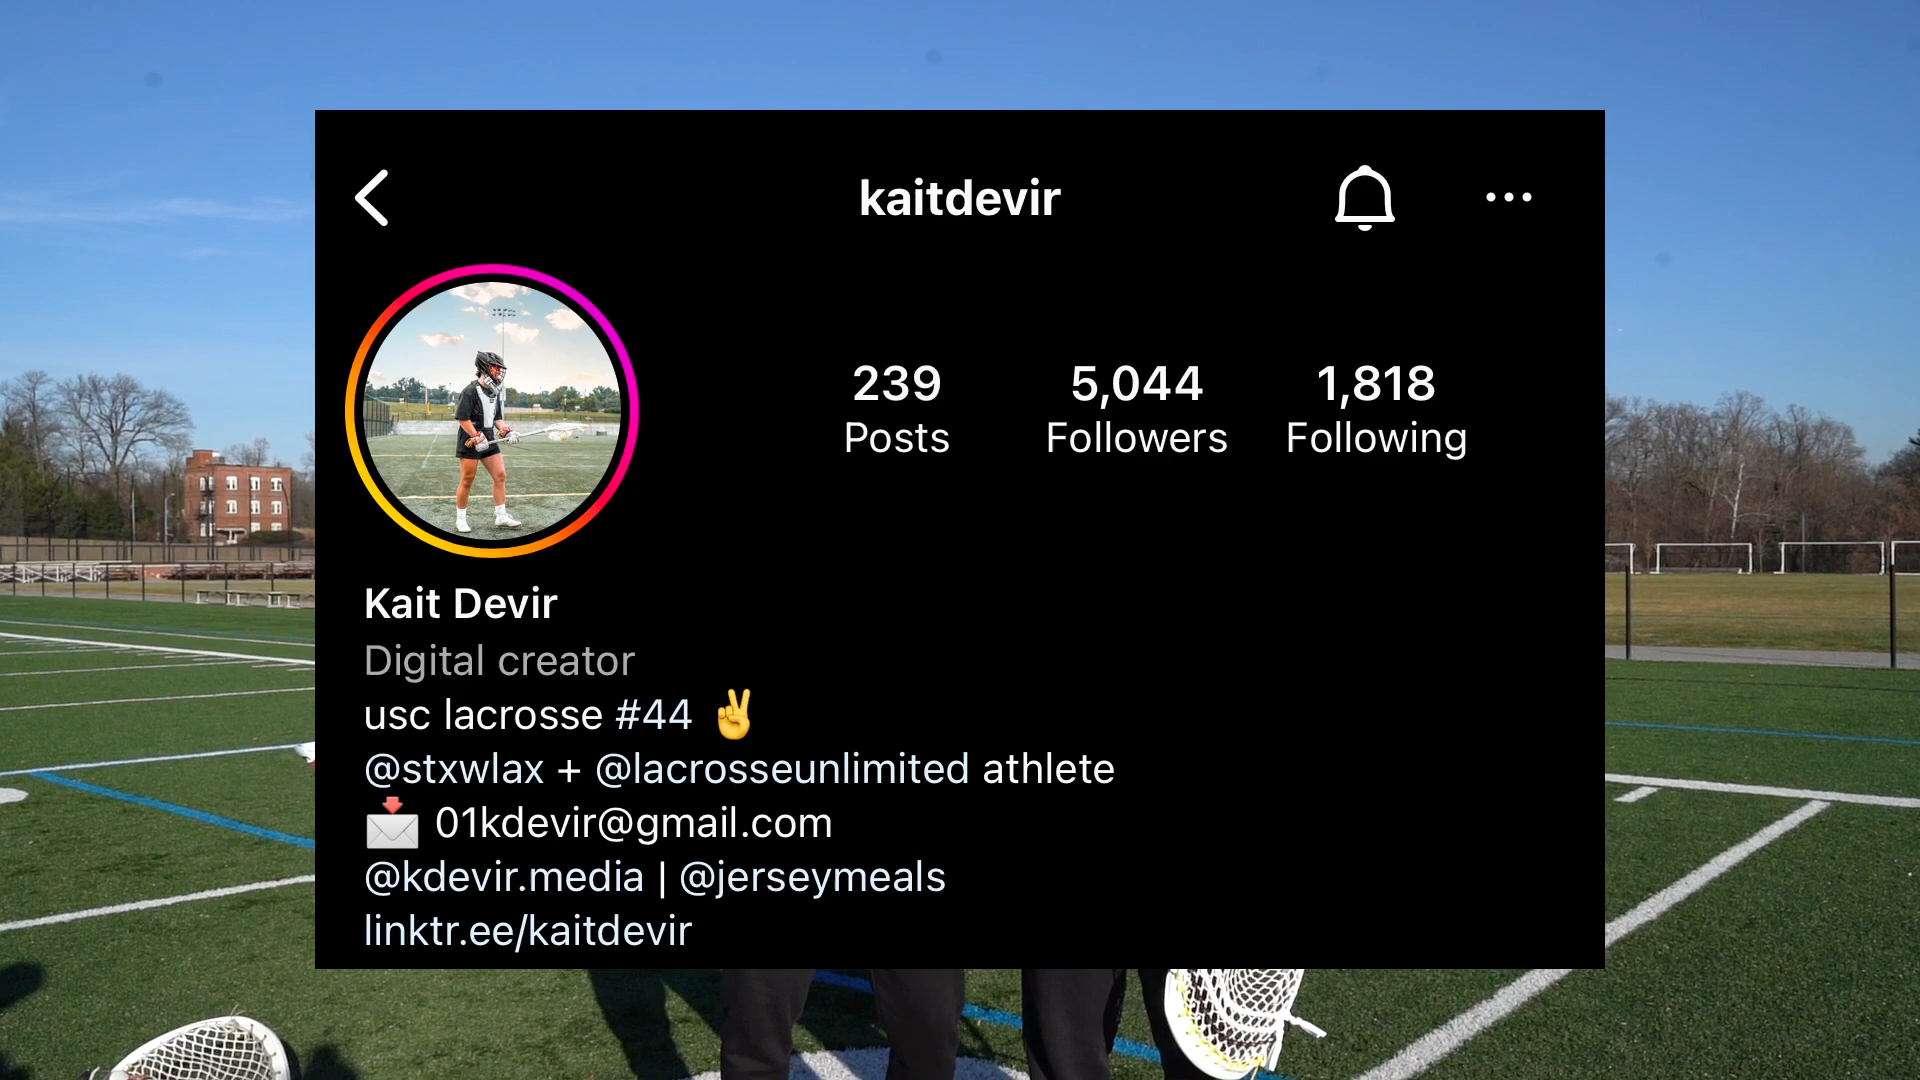 kaitdevir
239 5,044 1,818
Posts Followers Following
Kait Devir
Digital creator
usc lacrosse #44 ✌️
@stxwlax + @lacrosseunlimited athlete
📩 01kdevir@gmail.com
@kdevir.media | @jerseymeals
linktr.ee/kaitdevir